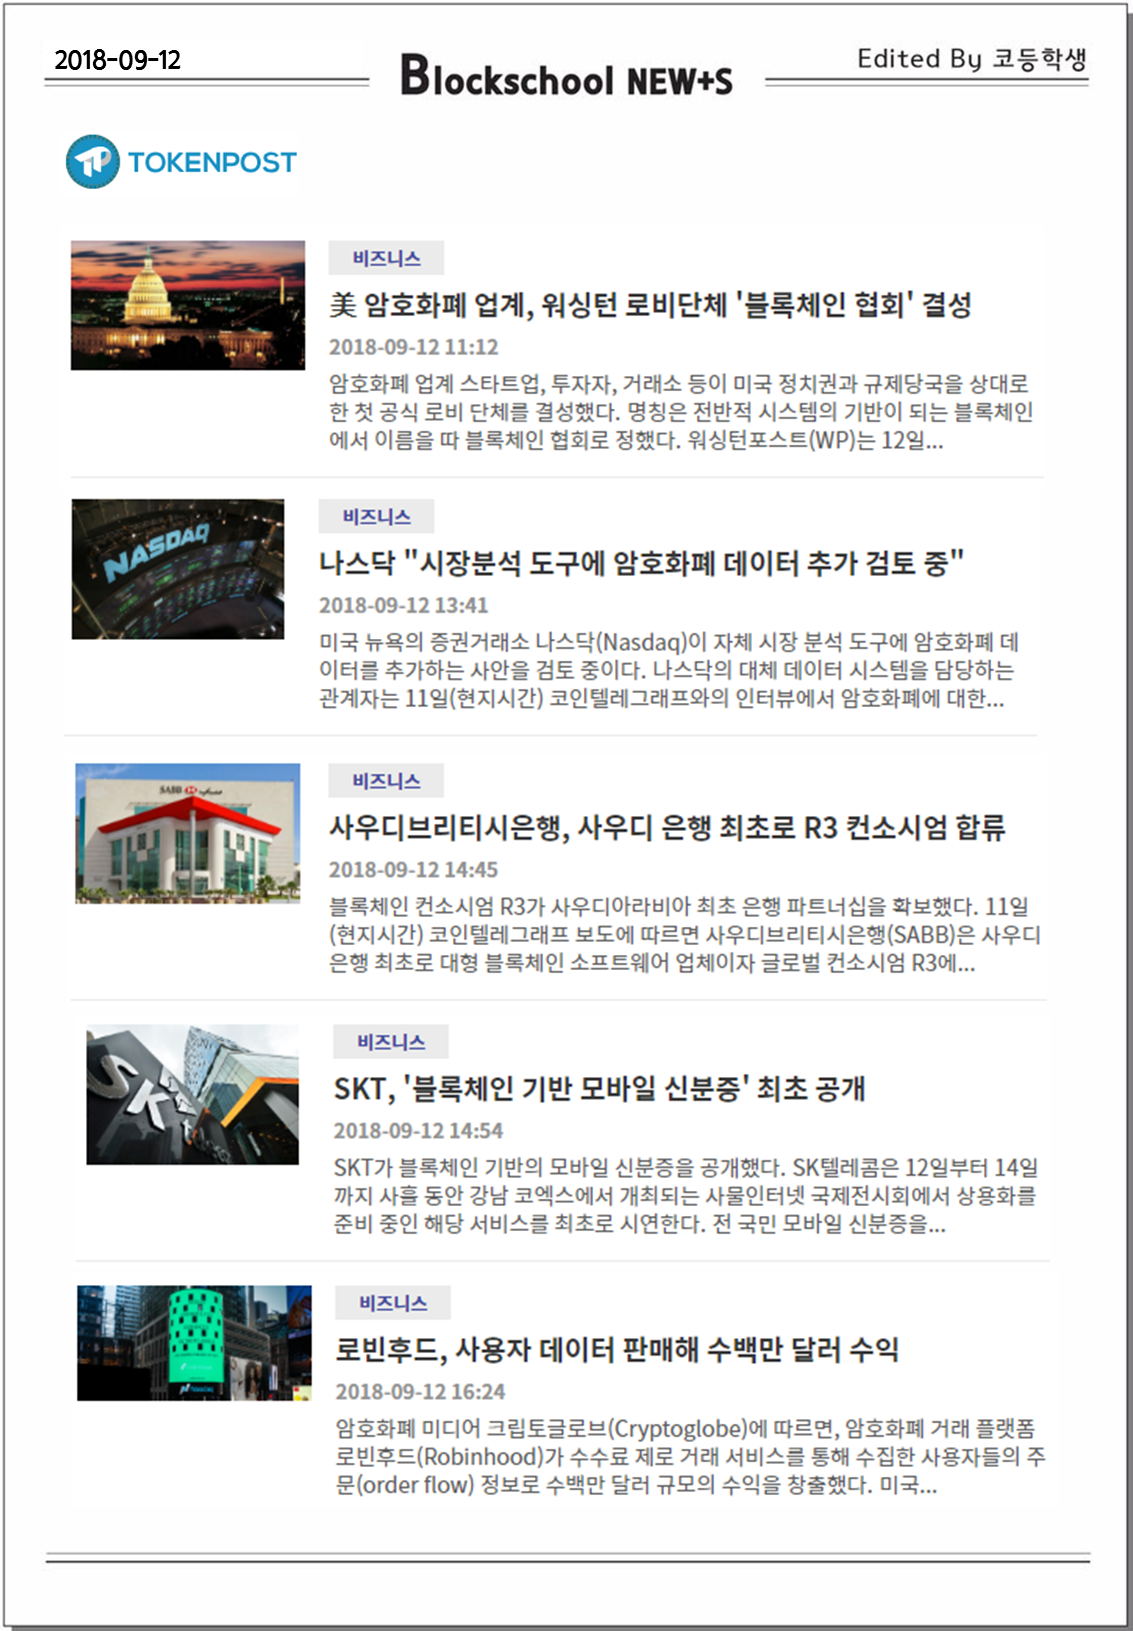 2018-09-12
Blockschool NEW+S
Edited By 코등학생
TOKENPOST
비즈니스
美 암호화폐 업계, 워싱턴 로비단체 '블록체인 협회' 결성
2018-09-12 11:12
암호화폐 업계 스타트업, 투자자, 거래소 등이 미국 정치권과 규제당국을 상대로
한 첫 공식 로비 단체를 결성했다. 명칭은 전반적 시스템의 기반이 되는 블록체인
에서 이름을 따 블록체인 협회로 정했다. 워싱턴포스트(WP)는 12일...
NASDAQ
비즈니스
나스닥 "시장분석 도구에 암호화폐 데이터 추가 검토 중"
2018-09-12 13:41
미국 뉴욕의 증권거래소 나스닥(Nasdaq)이 자체 시장 분석 도구에 암호화폐 데
이터를 추가하는 사안을 검토 중이다. 나스닥의 대체 데이터 시스템을 담당하는
관계자는 11일(현지시간) 코인텔레그래프와의 인터뷰에서 암호화폐에 대한...
SABB
비즈니스
사우디브리티시은행, 사우디 은행 최초로 R3 컨소시엄 합류
2018-09-12 14:45
블록체인 컨소시엄 R3가 사우디아라비아 최초 은행 파트너십을 확보했다. 11일
(현지시간) 코인텔레그래프 보도에 따르면 사우디브리티시은행(SABB)은 사우디
은행 최초로 대형 블록체인 소프트웨어 업체이자 글로벌 컨소시엄 R3에...
SK
비즈니스
SKT, '블록체인 기반 모바일 신분증' 최초 공개
2018-09-12 14:54
SKT가 블록체인 기반의 모바일 신분증을 공개했다. SK텔레콤은 12일부터 14일
까지 사흘 동안 강남 코엑스에서 개최되는 사물인터넷 국제전시회에서 상용화를
준비 중인 해당 서비스를 최초로 시연한다. 전 국민 모바일 신분증을...
비즈니스
로빈후드, 사용자 데이터 판매해 수백만 달러 수익
2018-09-12 16:24
암호화폐 미디어 크립토글로브(Cryptoglobe)에 따르면, 암호화폐 거래 플랫폼
로빈후드(Robinhood)가 수수료 제로 거래 서비스를 통해 수집한 사용자들의 주
문(order flow) 정보로 수백만 달러 규모의 수익을 창출했다. 미국...